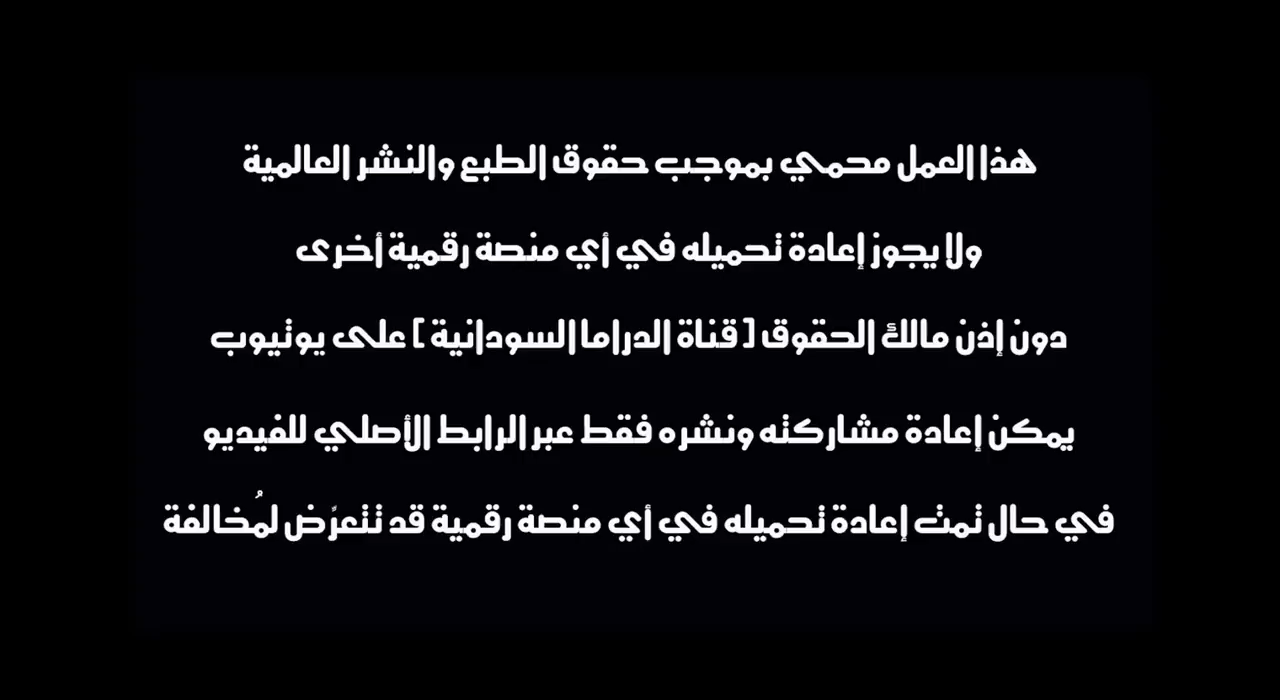 هذا العمل محمي بموجب حقوق الطبع والنشر العالمية
ولا يجوز إعادة تحميله في أي منصة رقمية أخرى
دون إذن مالك الحقوق [ قناة الدراما السودانية ] على يوتيوب
يمكن إعادة مشاركته ونشره فقط عبر الرابط الأصلي للفيديو
في حال تمت إعادة تحميله في أي منصة رقمية قد تتعرّض لمُخالفة